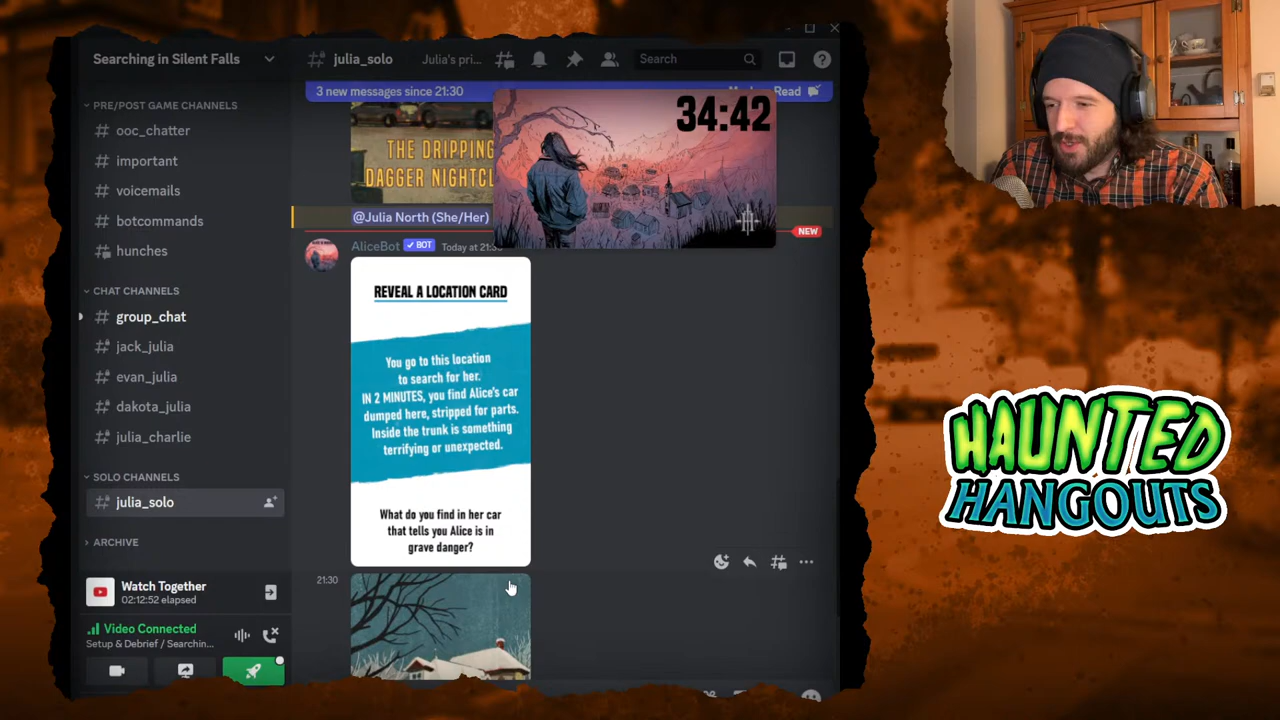 Searching in Silent Falls
PRE/POST GAME CHANNELS
# ooc_chatter
# important
# voicemails
# botcommands
# hunches
CHAT CHANNELS
# group_chat
# jack_julia
# evan_julia
# dakota_julia
# julia_charlie
SOLO CHANNELS
# julia_solo
ARCHIVE
Watch Together
02:12:52 elapsed
Video Connected
Setup & Debrief / Searchin...
# julia_solo
Julia's pri...
Search
3 new messages since 21:30
Read
34:42
THE DRIPPING
DAGGER
@Julia North (She/Her)
NEW
AliceBot
BOT
Today at
REVEAL A LOCATION CARD
You go to this location
to search for her.
IN 2 MINUTES, you find Alice's car
dumped here, stripped for parts.
Inside the trunk is something
terrifying or unexpected.
What do you find in her car
that tells you Alice is in
grave danger?
21:30
HAUNTED
HANGOUTS